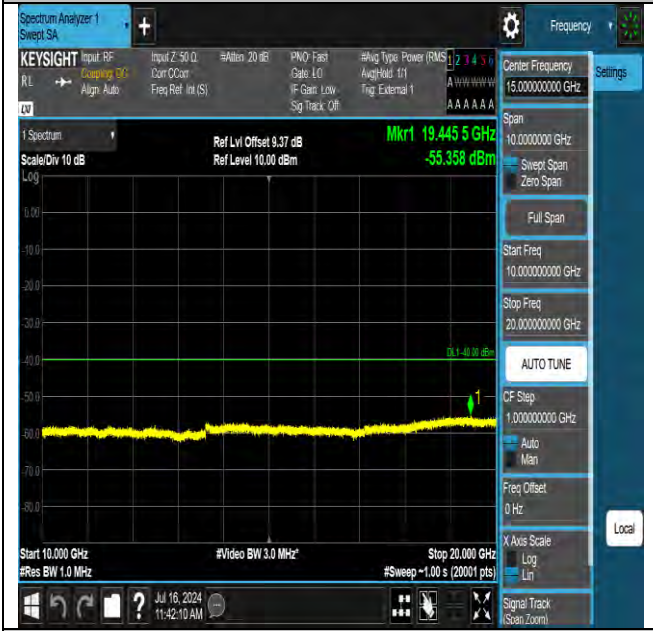 Spectrum Analyzer 1
Swept SA
+
Frequency
KEYSIGHT
RL
LXI
Input: RF
Coupling: DC
Align: Auto
Input Z: 50 Ω
Corr CCorr
Freq Ref: Int (S)
#Atten: 20 dB
PNO: Fast
Gate: LO
IF Gain: Low
Sig Track: Off
#Avg Type: Power (RMS
Avg|Hold: 1/1
Trig: External 1
1 2 3 4 5 6
A W W W W W
A A A A A A
1 Spectrum
Scale/Div 10 dB
Ref Lvl Offset 9.37 dB
Ref Level 10.00 dBm
Mkr1 19.445 5 GHz
-55.358 dBm
Log
0.00
-10.0
-20.0
-30.0
-40.0
-50.0
-60.0
-70.0
-80.0
DL1 -40.00 dBm
1
Start 10.000 GHz
#Res BW 1.0 MHz
#Video BW 3.0 MHz*
Stop 20.000 GHz
#Sweep ~1.00 s (20001 pts)
Center Frequency
15.000000000 GHz
Settings
Span
10.0000000 GHz
Swept Span
Zero Span
Full Span
Start Freq
10.000000000 GHz
Stop Freq
20.000000000 GHz
AUTO TUNE
CF Step
1.000000000 GHz
Auto
Man
Freq Offset
0 Hz
X Axis Scale
Log
Lin
Signal Track
(Span Zoom)
Local
?
Jul 16, 2024
11:42:10 AM